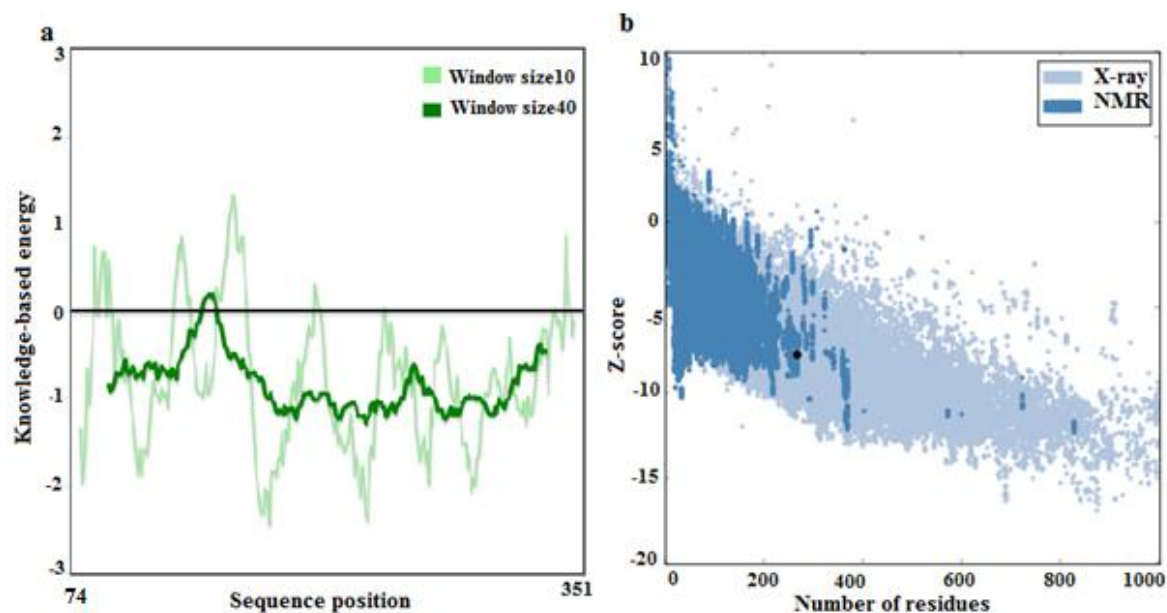 a
3
2
1
0
-1
-2
-3
Knowledge-based energy
Window size10
Window size40
74
Sequence position
351
b
10
5
0
-5
-10
-15
-20
Z-score
X-ray
NMR
0
200
400
600
800
1000
Number of residues